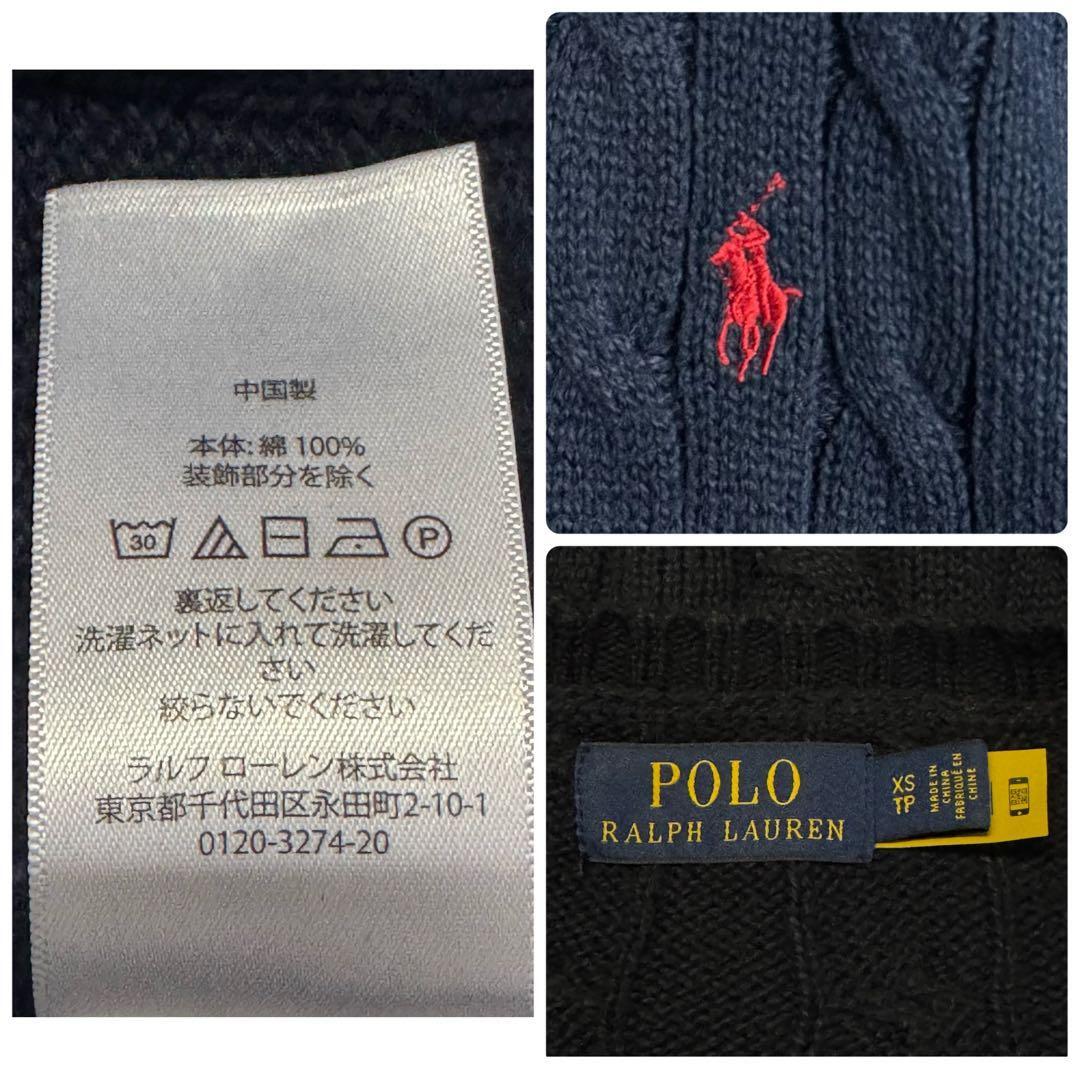 中国製
本体: 綿 100%
装飾部分を除く
30
P
裏返してください
洗濯ネットに入れて洗濯してくだ
さい
絞らないでください
ラルフ ローレン株式会社
東京都千代田区永田町2-10-1
0120-3274-20
POLO
RALPH LAUREN
XS
TP
MADE IN
CHINA
FABRIQUÉ EN
CHINE